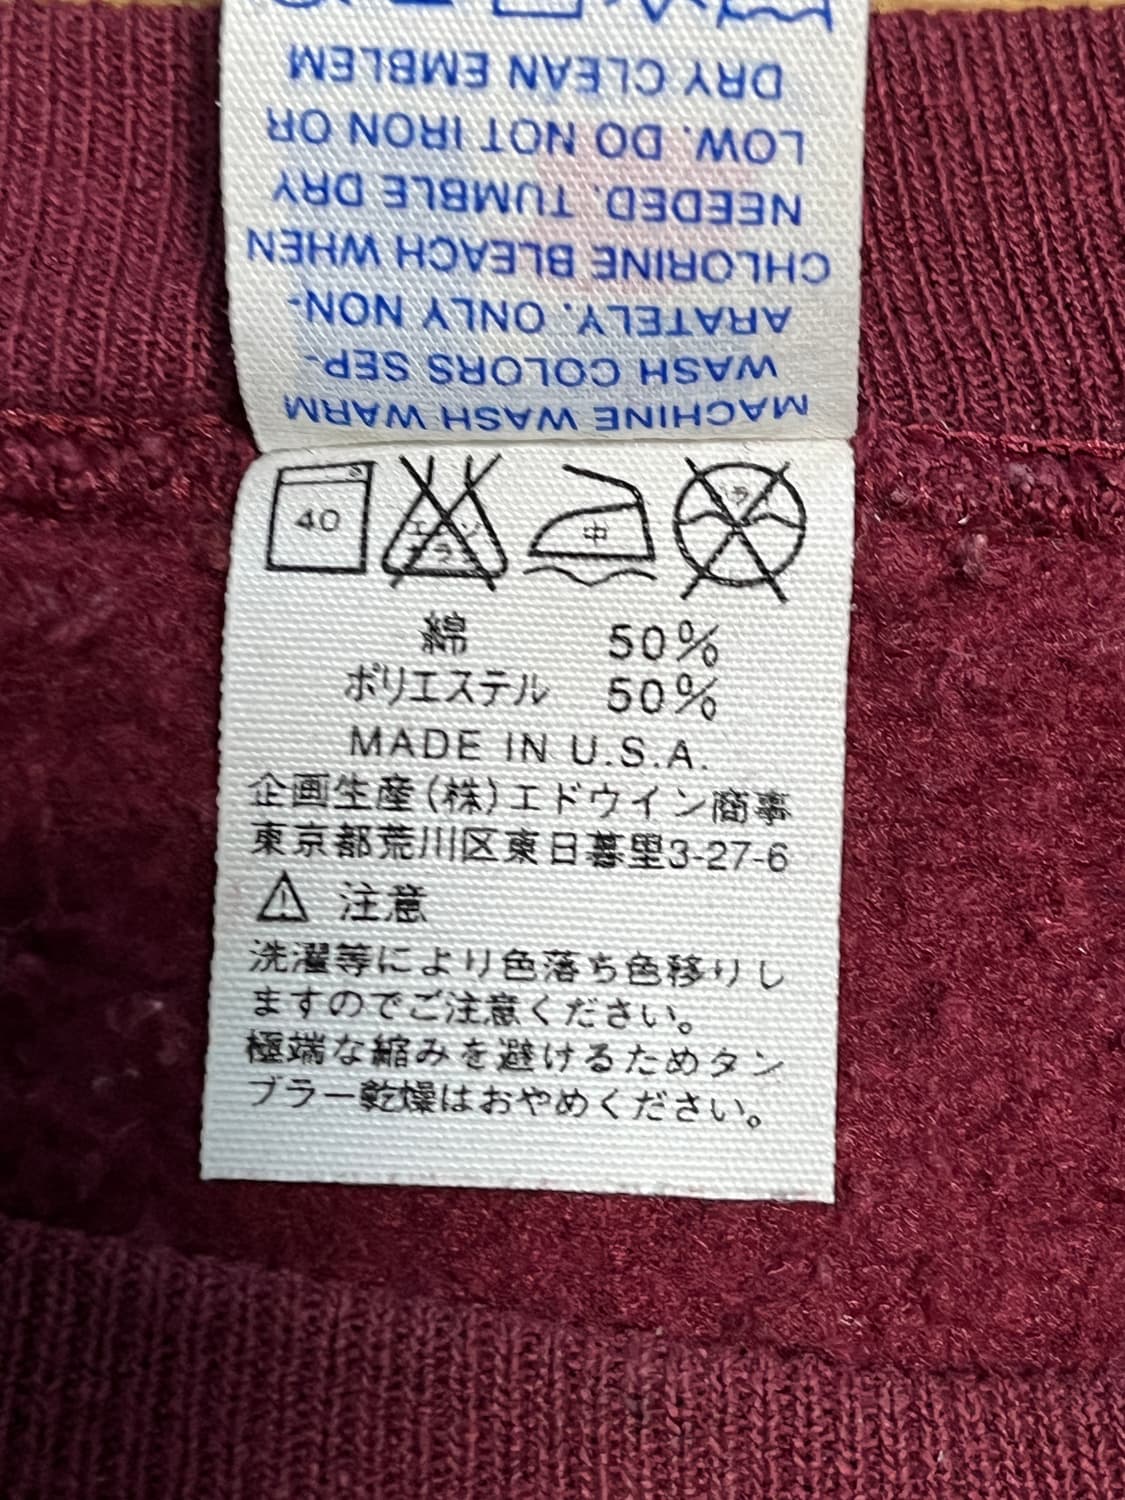 MACHINE WASH WARM
WASH COLORS SEP-
ARATELY. ONLY NON-
CHLORINE BLEACH WHEN
NEEDED. TUMBLE DRY
LOW. DO NOT IRON OR
DRY CLEAN EMBLEM
40
中
綿 50%
ポリエステル 50%
MADE IN U.S.A.
企画生産(株)エドウイン商事
東京都荒川区東日暮里3-27-6
注意
洗濯等により色落ち色移りし
ますのでご注意ください。
極端な縮みを避けるためタン
ブラー乾燥はおやめください。